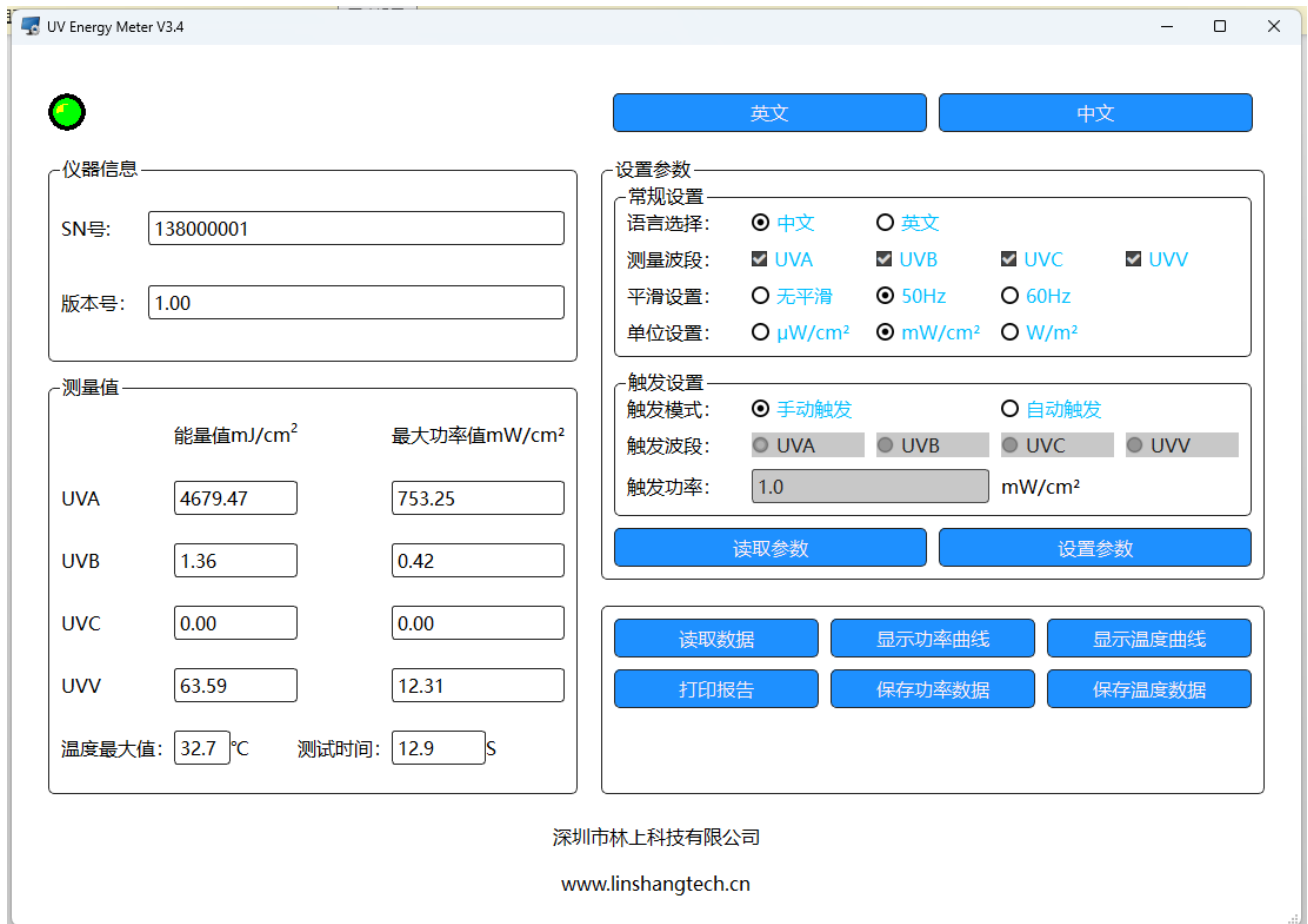 UV Energy Meter V3.4
英文 中文
仪器信息
SN号: 138000001
版本号: 1.00
测量值
能量值mJ/cm² 最大功率值mW/cm²
UVA 4679.47 753.25
UVB 1.36 0.42
UVC 0.00 0.00
UVV 63.59 12.31
温度最大值: 32.7 ℃ 测试时间: 12.9 S
设置参数
常规设置
语言选择: 中文 英文
测量波段: UVA UVB UVC UVV
平滑设置: 无平滑 50Hz 60Hz
单位设置: μW/cm² mW/cm² W/m²
触发设置
触发模式: 手动触发 自动触发
触发波段: UVA UVB UVC UVV
触发功率: 1.0 mW/cm²
读取参数 设置参数
读取数据 显示功率曲线 显示温度曲线
打印报告 保存功率数据 保存温度数据
深圳市林上科技有限公司
www.linshangtech.cn